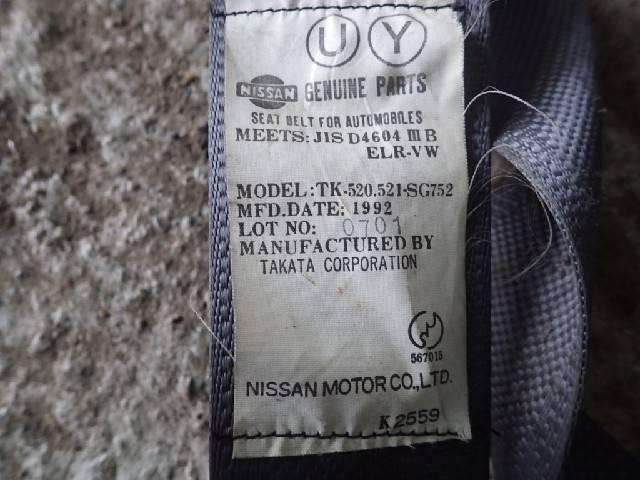 U Y
NISSAN GENUINE PARTS
SEAT BELT FOR AUTOMOBILES
MEETS: JIS D4604 III B
ELR-VW
MODEL:TK-520.521-SG752
MFD.DATE: 1992
LOT NO: 0701
MANUFACTURED BY
TAKATA CORPORATION
567015
NISSAN MOTOR CO.,LTD.
K 2559